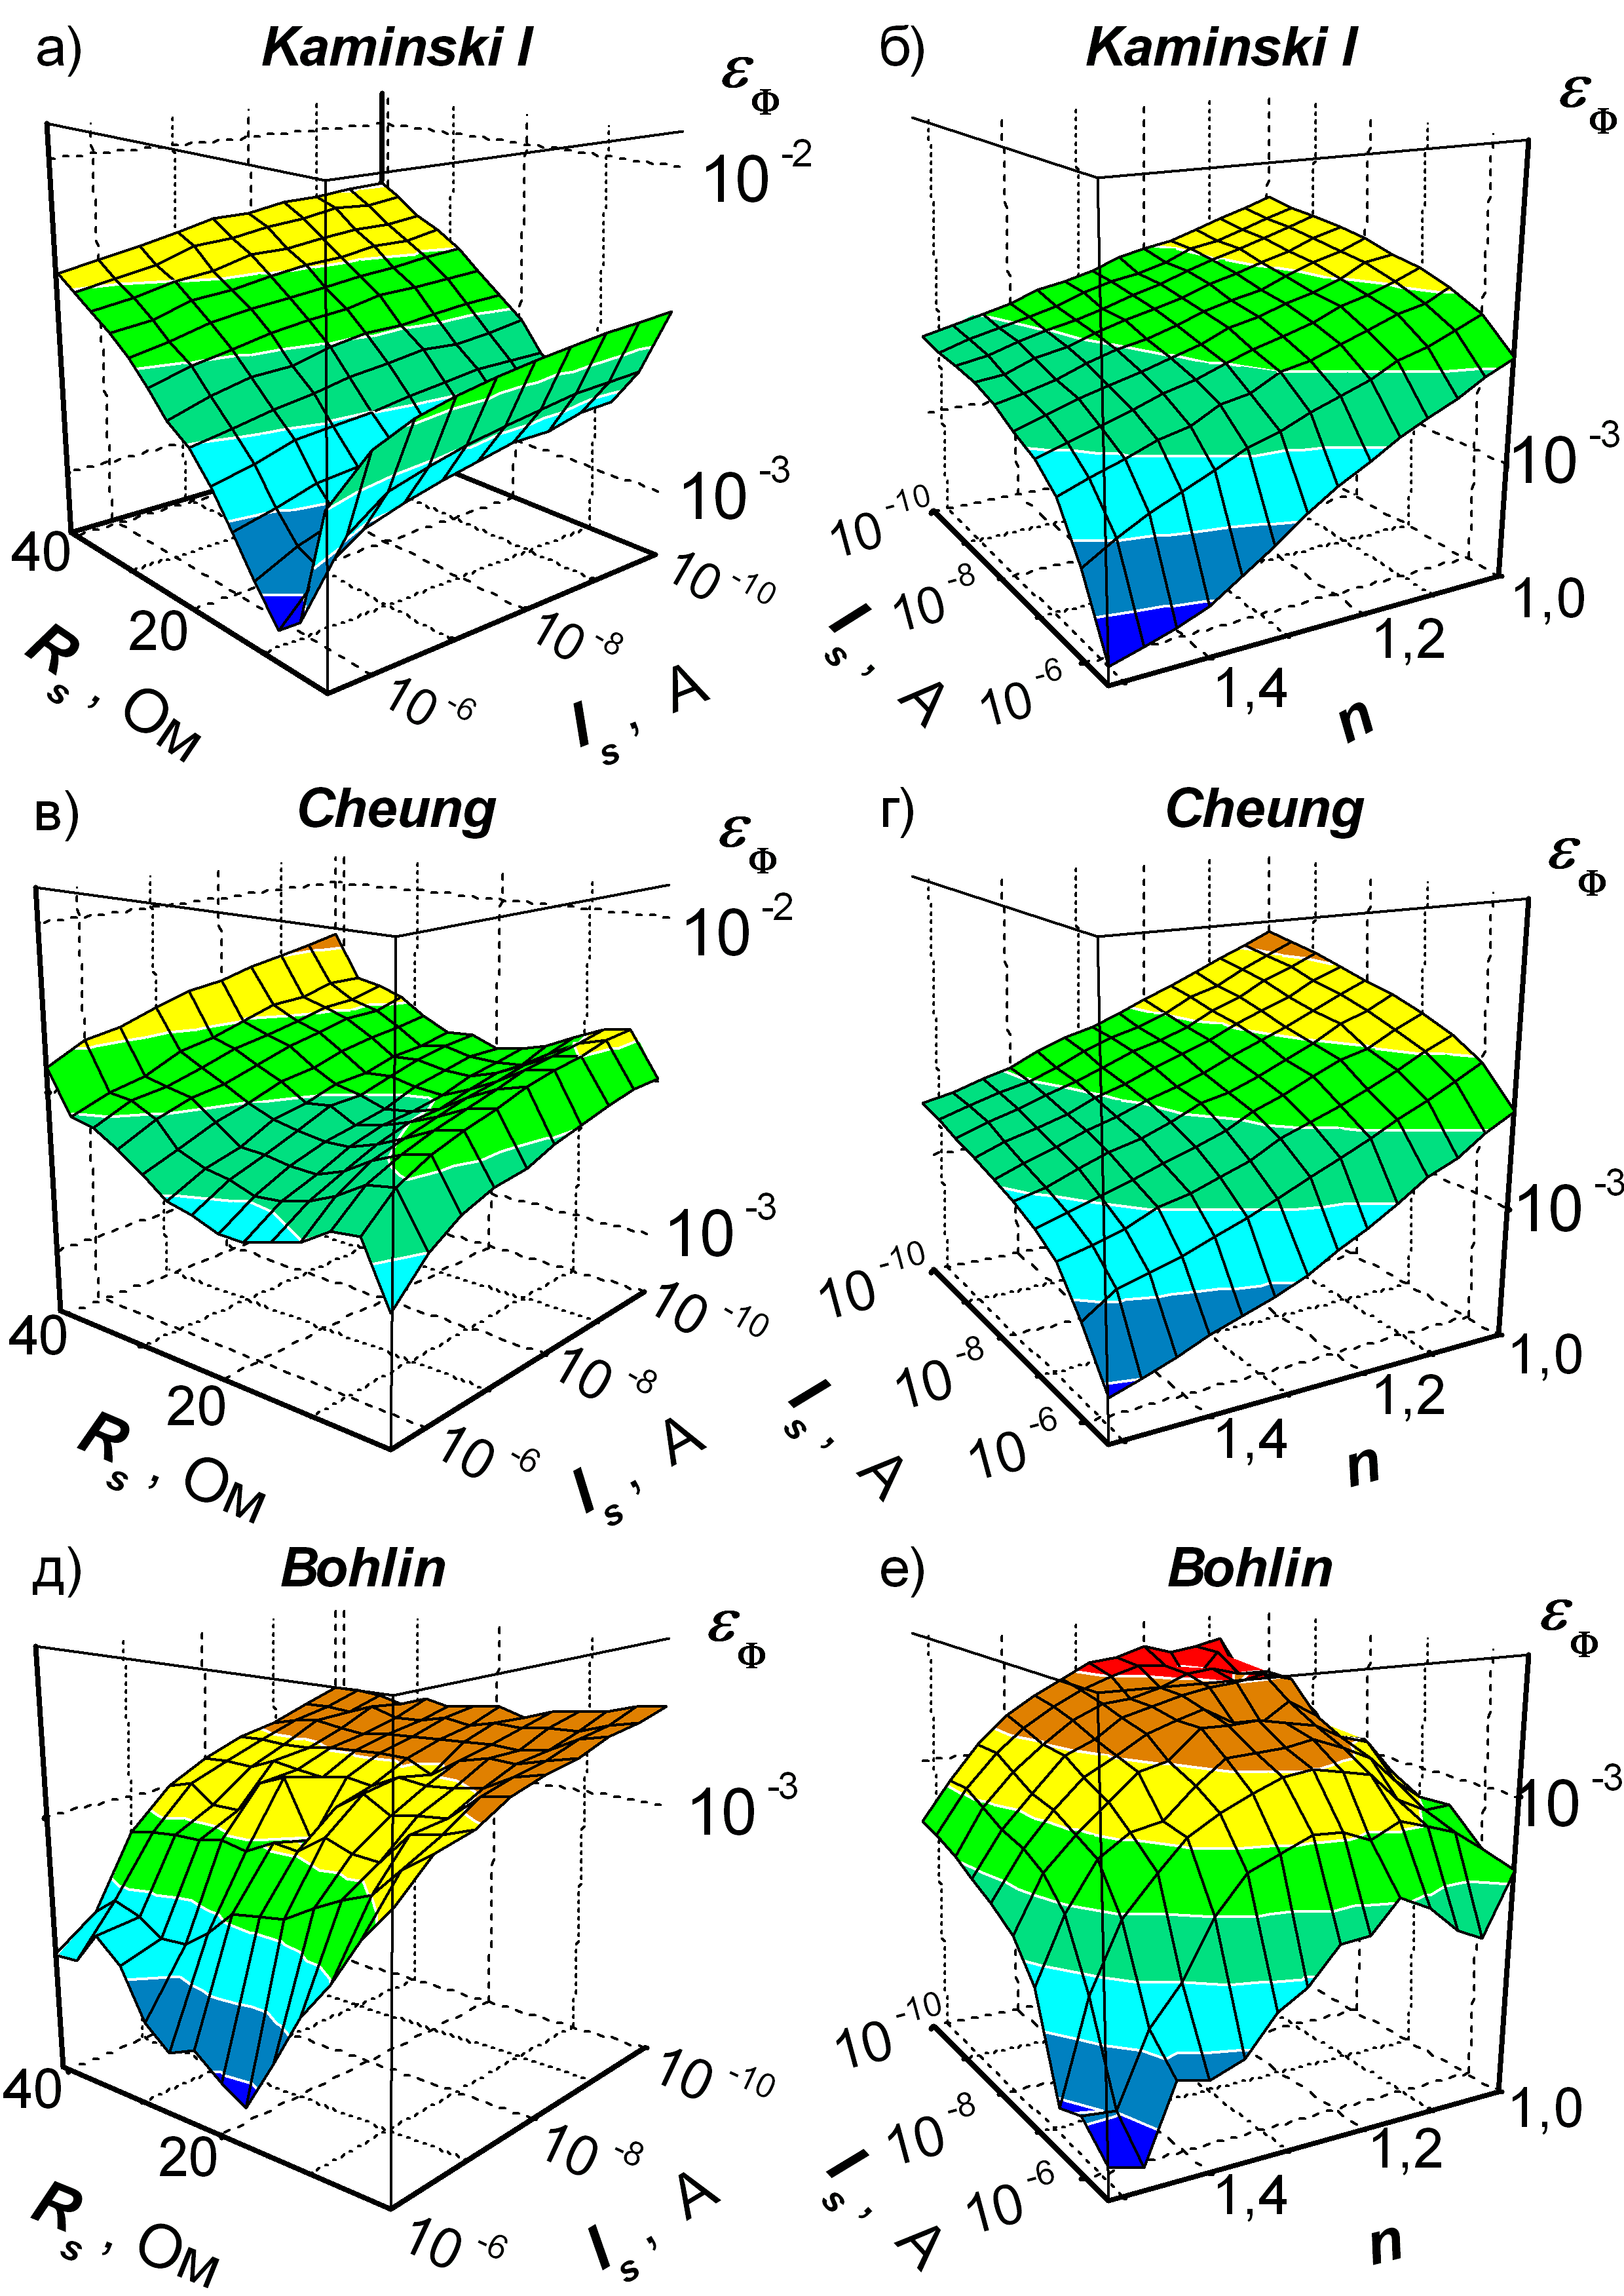 а) Kaminski I
ε_Φ
10^-2
10^-3
40
20
R_s, Ом
10^-6
10^-8
10^-10
I_s, А
б) Kaminski I
ε_Φ
10^-3
10^-10
10^-8
10^-6
I_s, А
1,4
1,2
1,0
n
в) Cheung
ε_Φ
10^-2
10^-3
40
20
R_s, Ом
10^-6
10^-8
10^-10
I_s, А
г) Cheung
ε_Φ
10^-3
10^-10
10^-8
10^-6
I_s, А
1,4
1,2
1,0
n
д) Bohlin
ε_Φ
10^-3
40
20
R_s, Ом
10^-6
10^-8
10^-10
I_s, А
е) Bohlin
ε_Φ
10^-3
10^-10
10^-8
10^-6
I_s, А
1,4
1,2
1,0
n